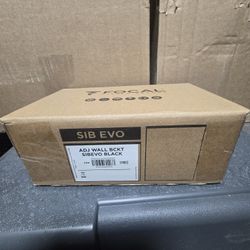 FOCAL
SIB EVO
ADJ WALL BCKT
SIBEVO BLACK